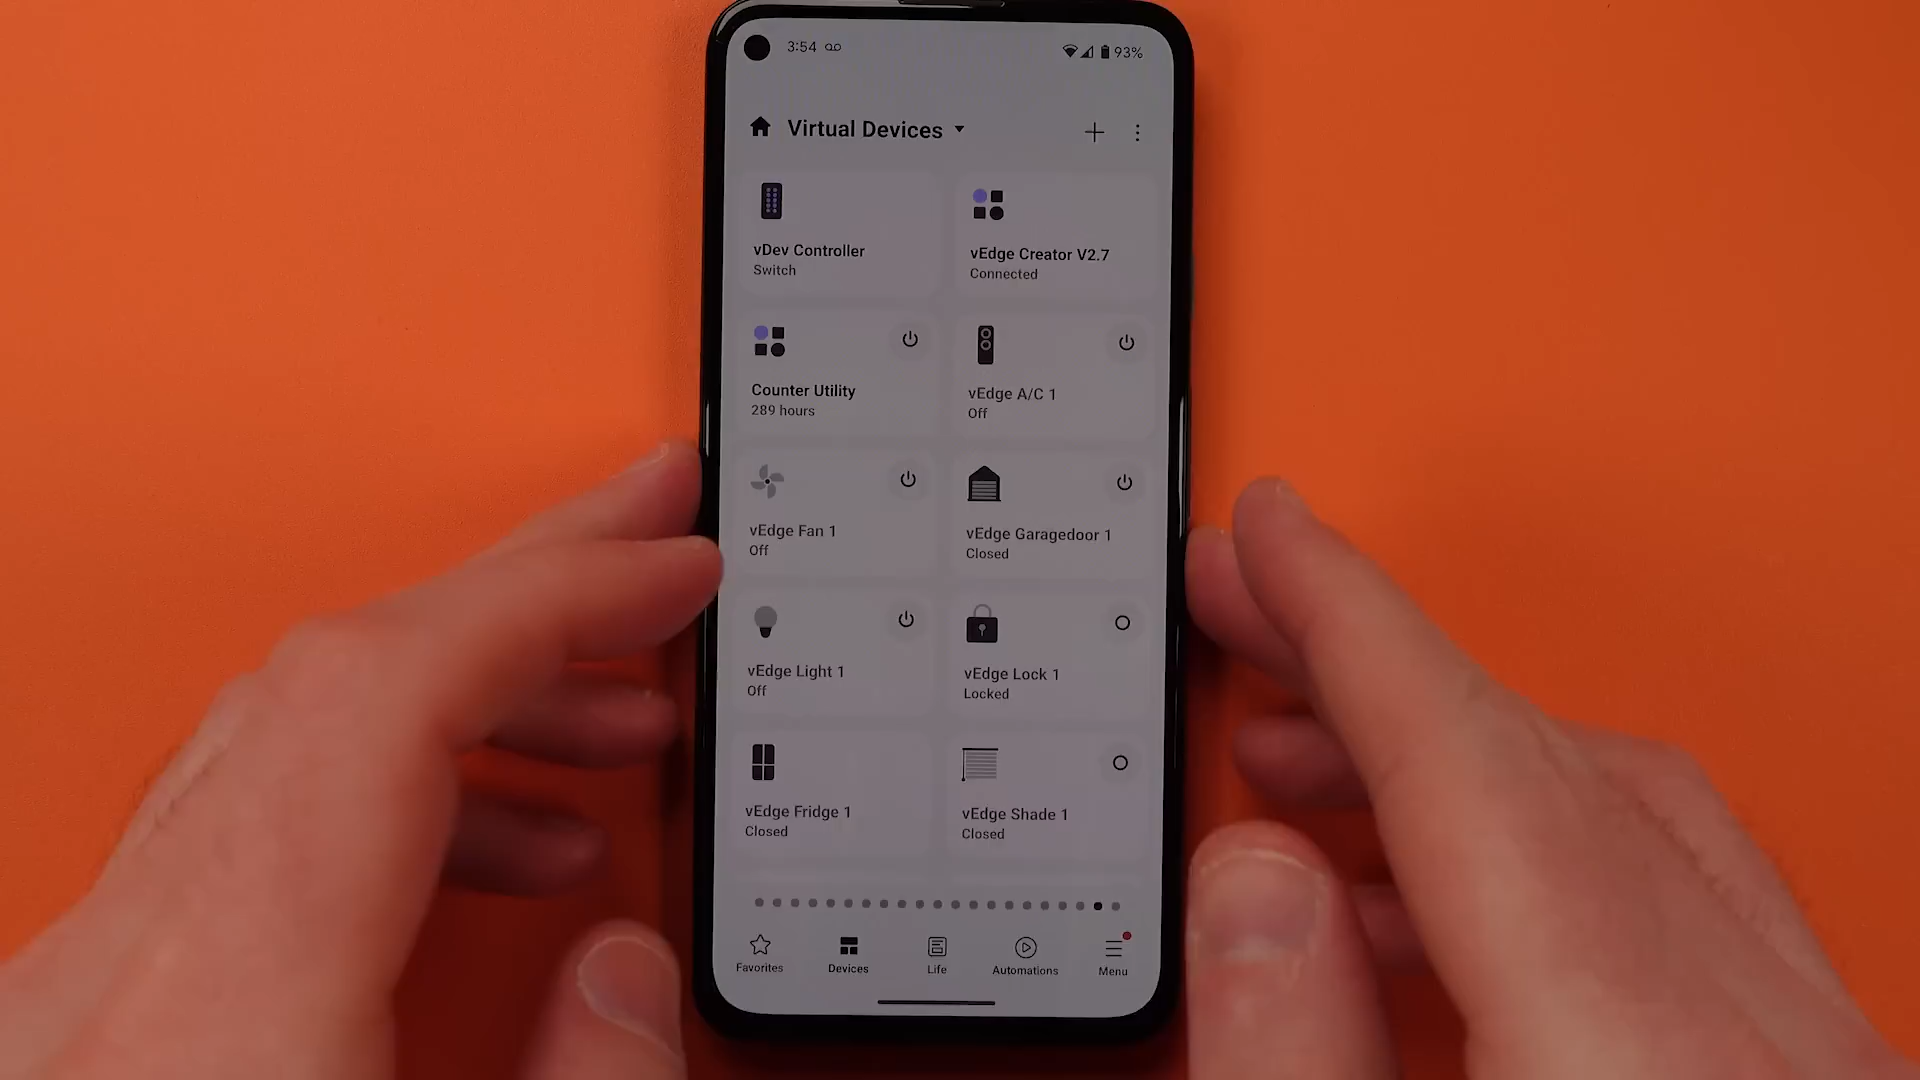 3:54
93%
Virtual Devices
vDev Controller
Switch
vEdge Creator V2.7
Connected
Counter Utility
289 hours
vEdge A/C 1
Off
vEdge Fan 1
Off
vEdge Garagedoor 1
Closed
vEdge Light 1
Off
vEdge Lock 1
Locked
vEdge Fridge 1
Closed
vEdge Shade 1
Closed
Favorites
Devices
Life
Automations
Menu